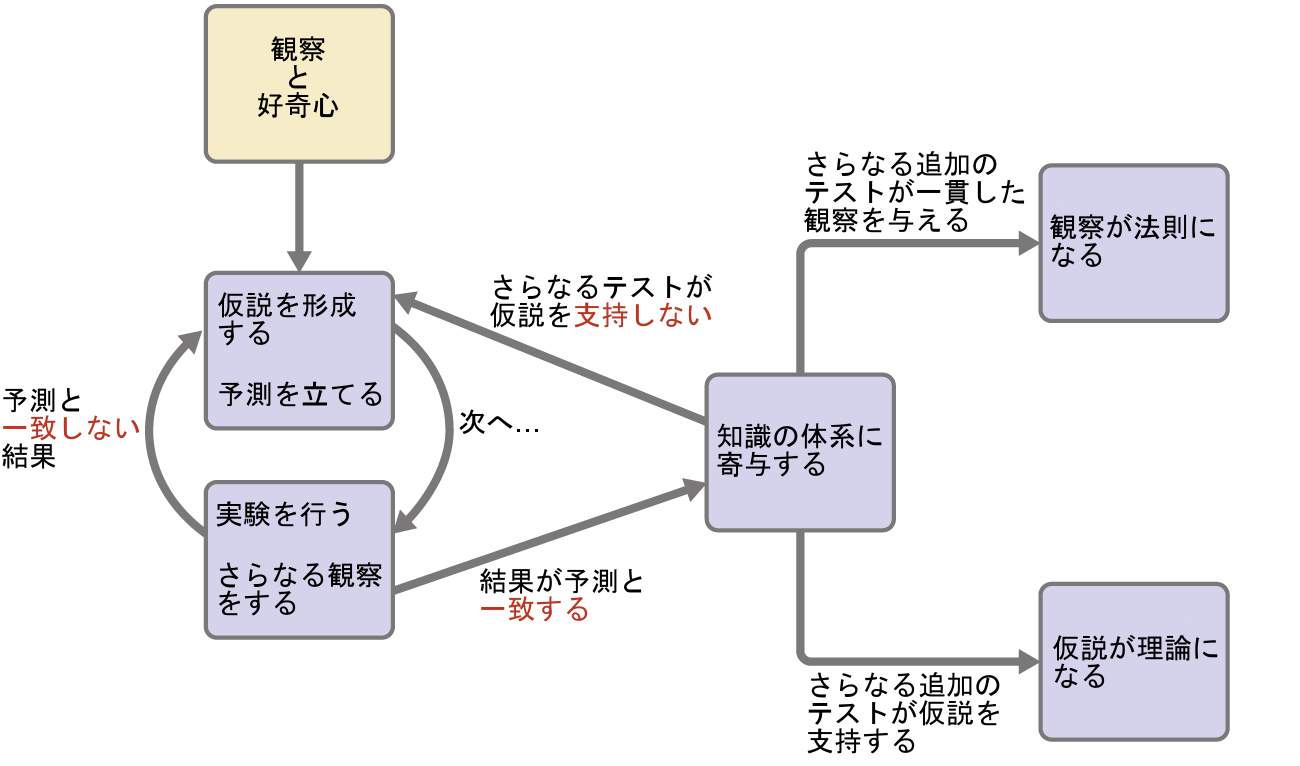 観察
と
好奇心
仮説を形成
する
予測を立てる
予測と
一致しない
結果
次へ...
実験を行う
さらなる観察
をする
さらなるテストが
仮説を支持しない
結果が予測と
一致する
知識の体系に
寄与する
さらなる追加の
テストが一貫した
観察を与える
観察が法則に
なる
さらなる追加の
テストが仮説を
支持する
仮説が理論に
なる